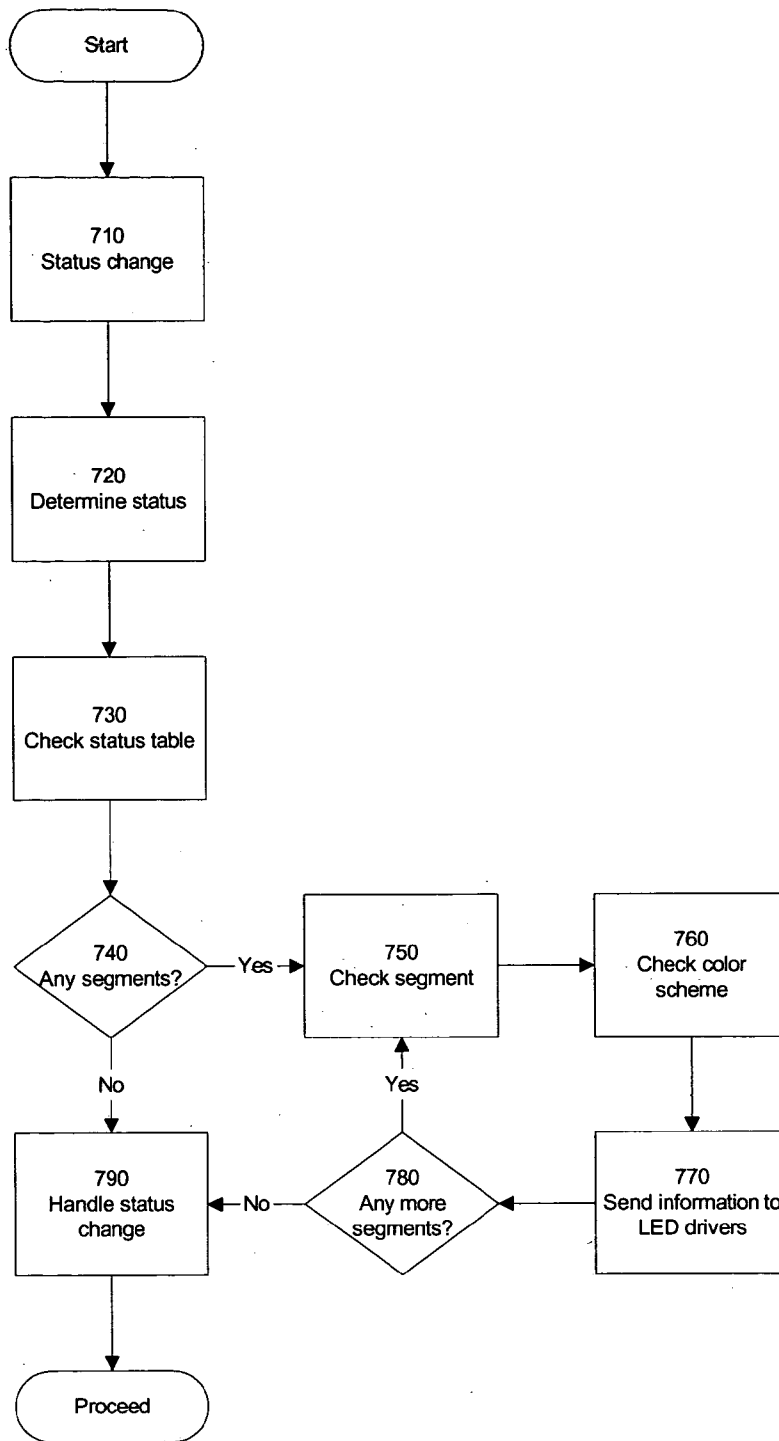 Start
710
Status change
720
Determine status
730
Check status table
740
Any segments?
Yes
750
Check segment
760
Check color
scheme
No
Yes
790
Handle status
change
No
780
Any more
segments?
770
Send information to
LED drivers
Proceed